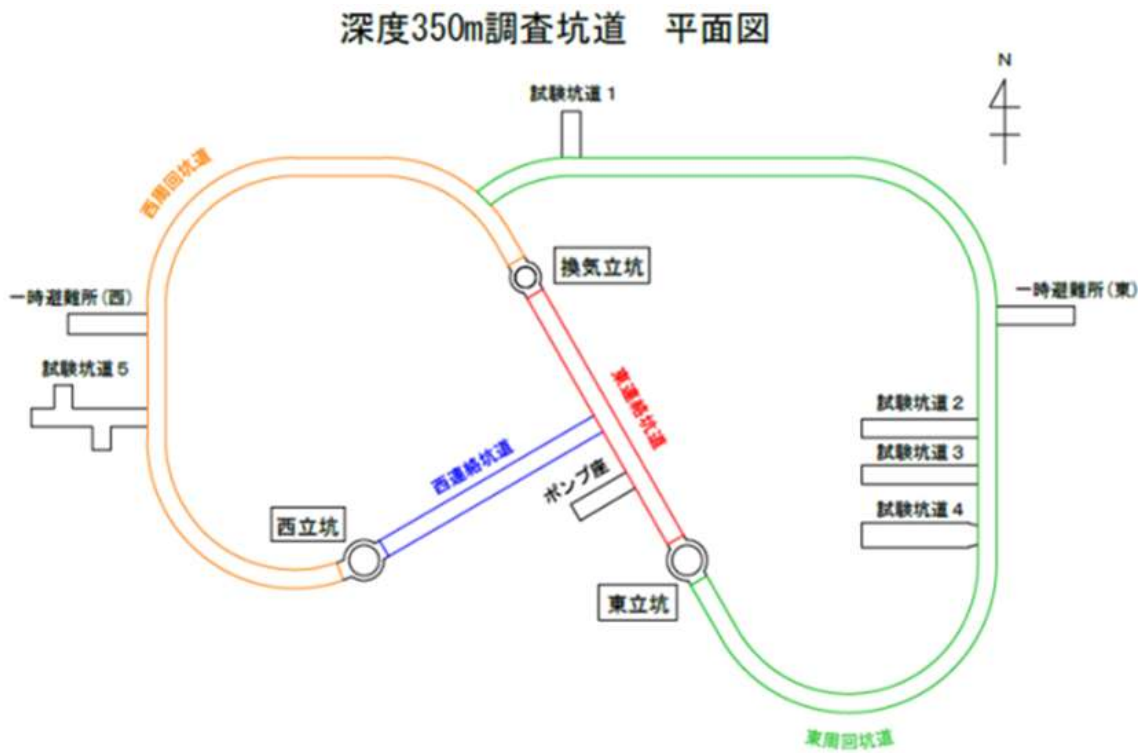 深度350m調査坑道　平面図
N
試験坑道１
西周回坑道
換気立坑
一時避難所(西)
一時避難所(東)
試験坑道５
東連絡坑道
試験坑道２
西連絡坑道
試験坑道３
ポンプ座
試験坑道４
西立坑
東立坑
東周回坑道